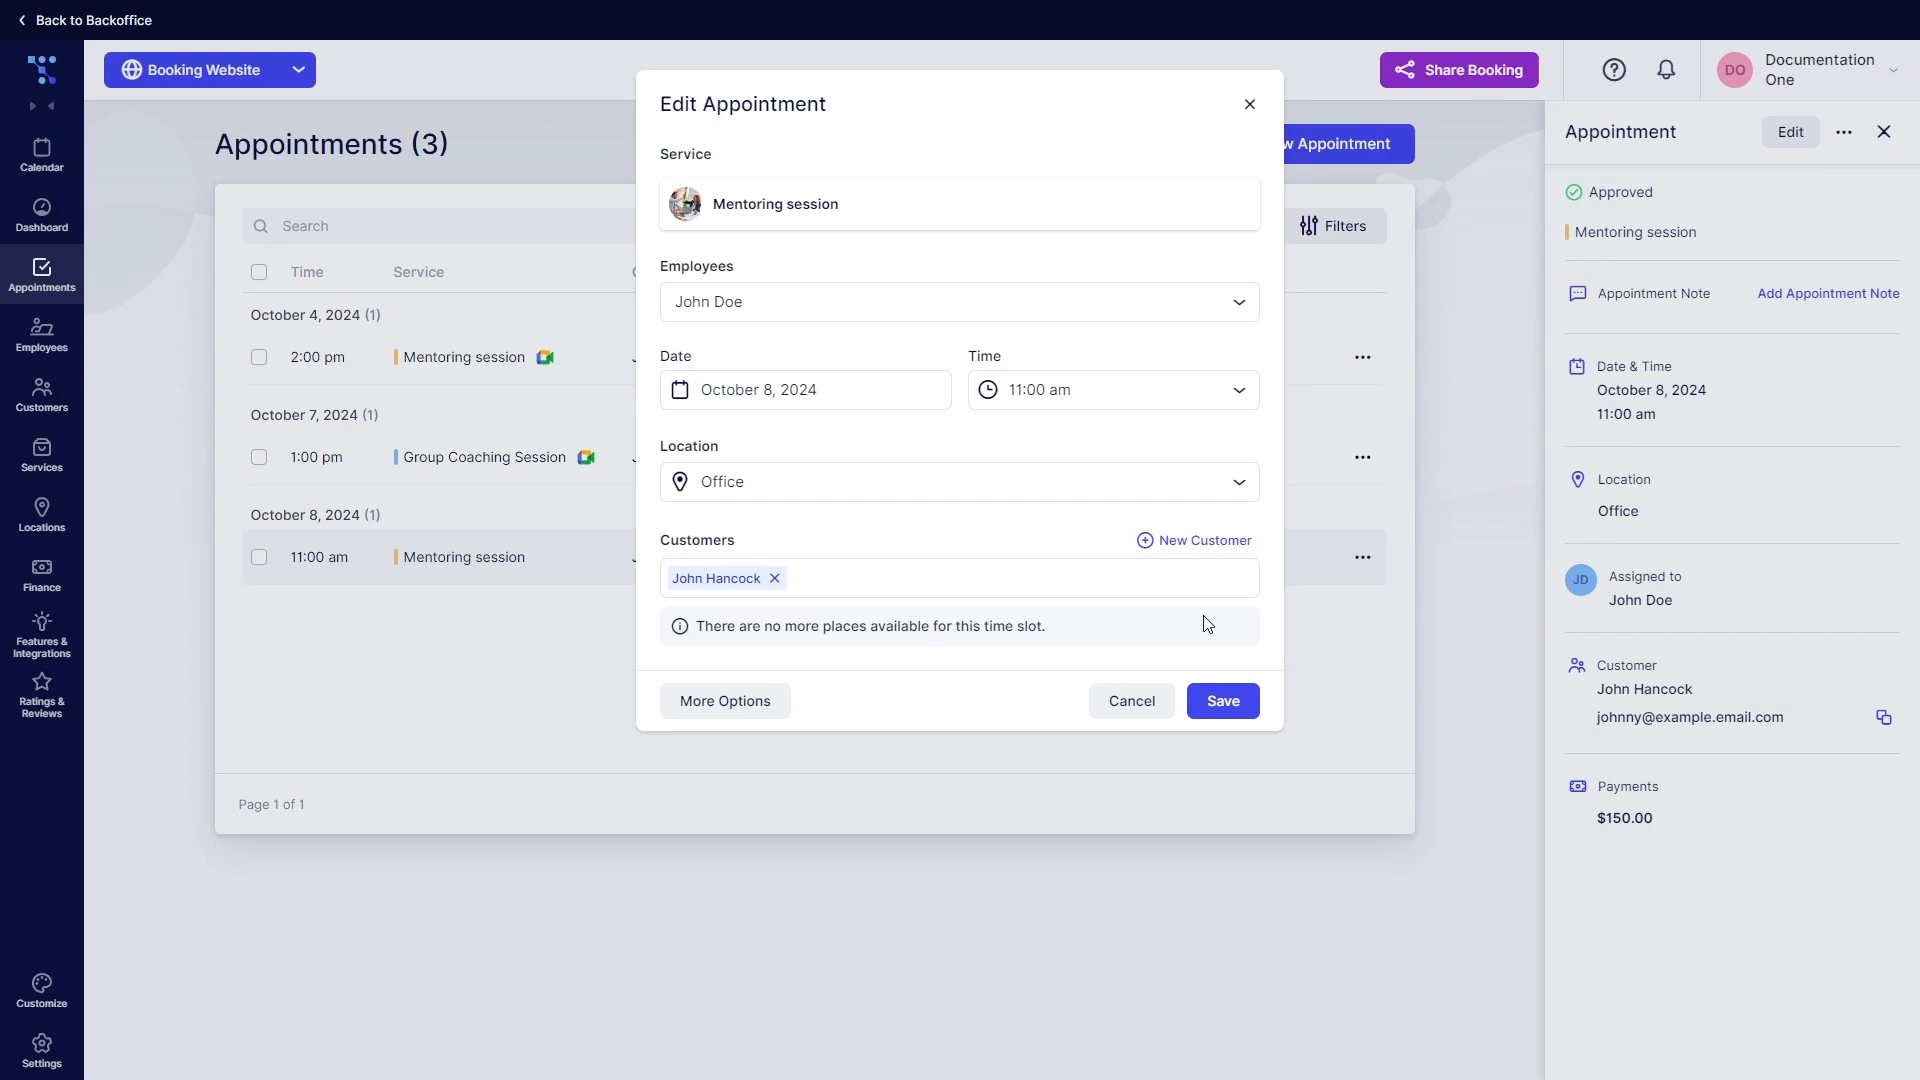 Back to Backoffice
Booking Website
Share Booking
DO
Documentation
One
Calendar
Dashboard
Appointments
Employees
Customers
Services
Locations
Finance
Features &
Integrations
Ratings &
Reviews
Customize
Settings
Appointments (3)
w Appointment
Search
Filters
Time Service
October 4, 2024 (1)
2:00 pm Mentoring session
October 7, 2024 (1)
1:00 pm Group Coaching Session
October 8, 2024 (1)
11:00 am Mentoring session
Page 1 of 1
Edit Appointment
Service
Mentoring session
Employees
John Doe
Date Time
October 8, 2024 11:00 am
Location
Office
Customers New Customer
John Hancock
There are no more places available for this time slot.
More Options Cancel Save
Appointment Edit
Approved
Mentoring session
Appointment Note Add Appointment Note
Date & Time
October 8, 2024
11:00 am
Location
Office
JD
Assigned to
John Doe
Customer
John Hancock
johnny@example.email.com
Payments
$150.00